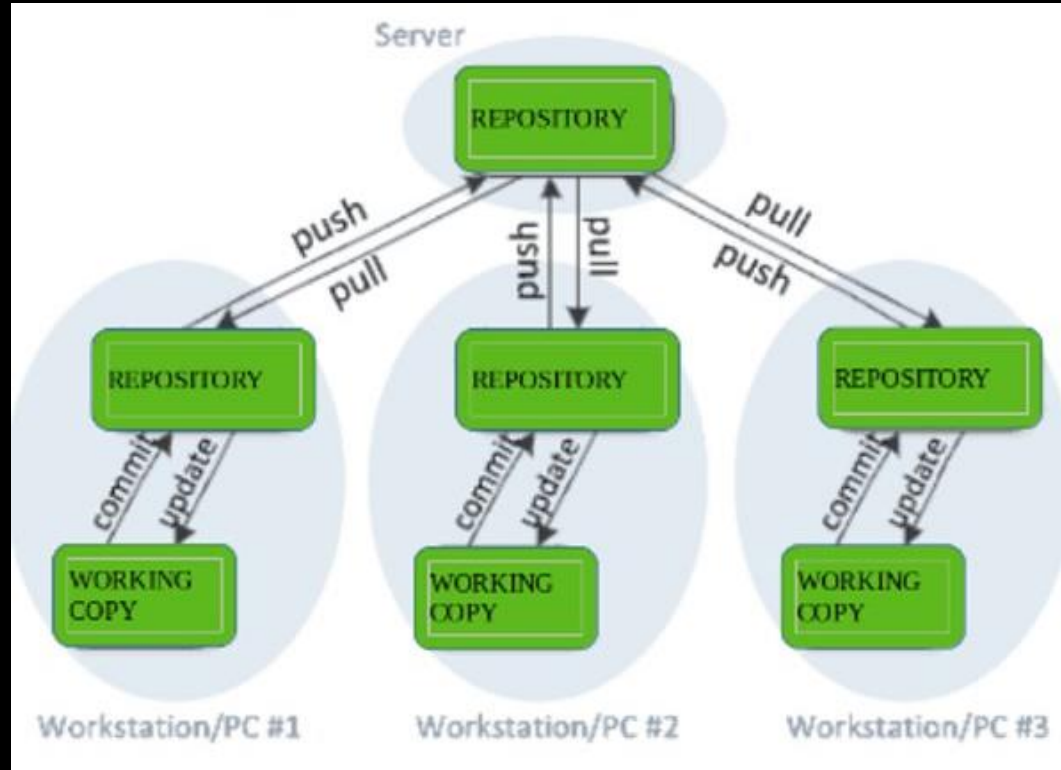 Server
REPOSITORY
push
pull
push
pull
pull
push
REPOSITORY
REPOSITORY
REPOSITORY
commit
update
commit
update
commit
update
WORKING
COPY
WORKING
COPY
WORKING
COPY
Workstation/PC #1
Workstation/PC #2
Workstation/PC #3